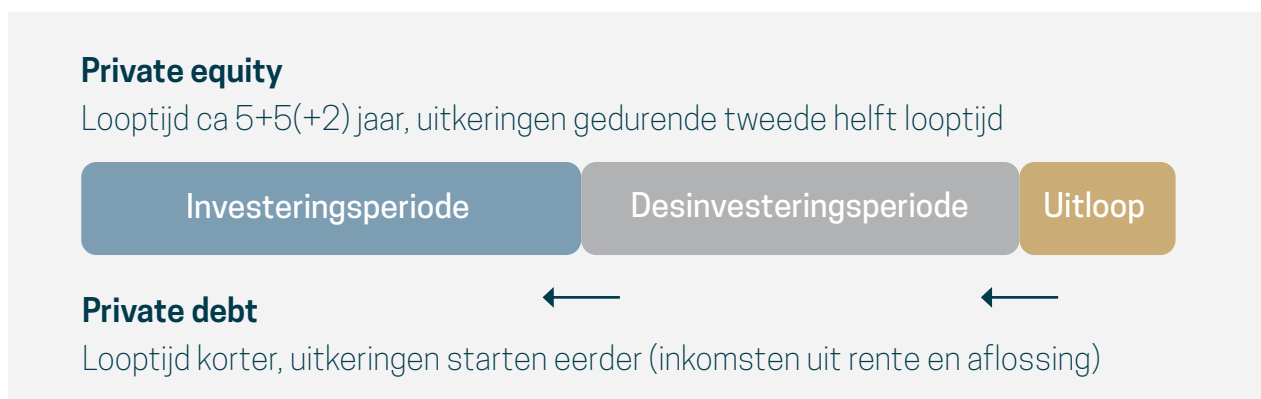 Private equity
Looptijd ca 5+5(+2) jaar, uitkeringen gedurende tweede helft looptijd
Investeringsperiode Desinvesteringsperiode Uitloop
Private debt
Looptijd korter, uitkeringen starten eerder (inkomsten uit rente en aflossing)